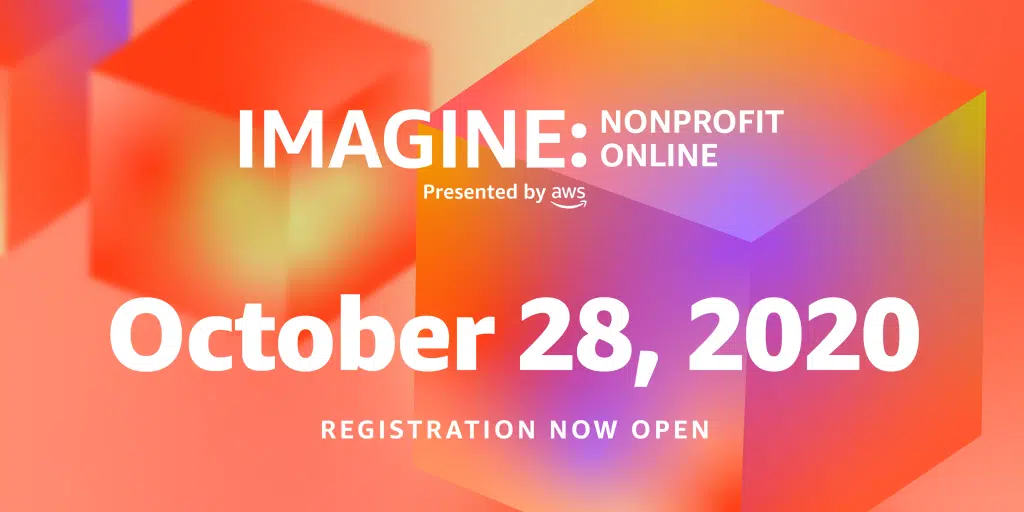 IMAGINE: NONPROFIT
ONLINE
Presented by aws
October 28, 2020
REGISTRATION NOW OPEN